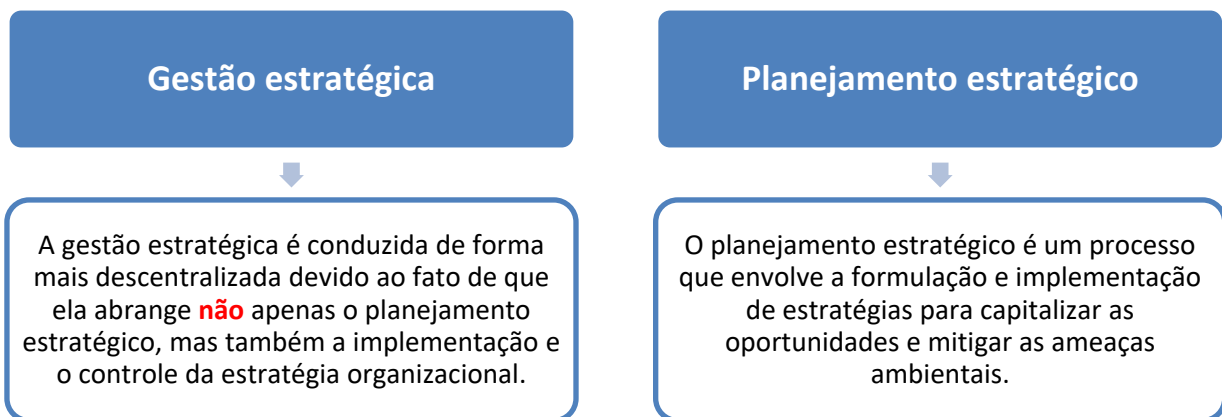 Gestão estratégica
A gestão estratégica é conduzida de forma
mais descentralizada devido ao fato de que
ela abrange não apenas o planejamento
estratégico, mas também a implementação e
o controle da estratégia organizacional.
Planejamento estratégico
O planejamento estratégico é um processo
que envolve a formulação e implementação
de estratégias para capitalizar as
oportunidades e mitigar as ameaças
ambientais.